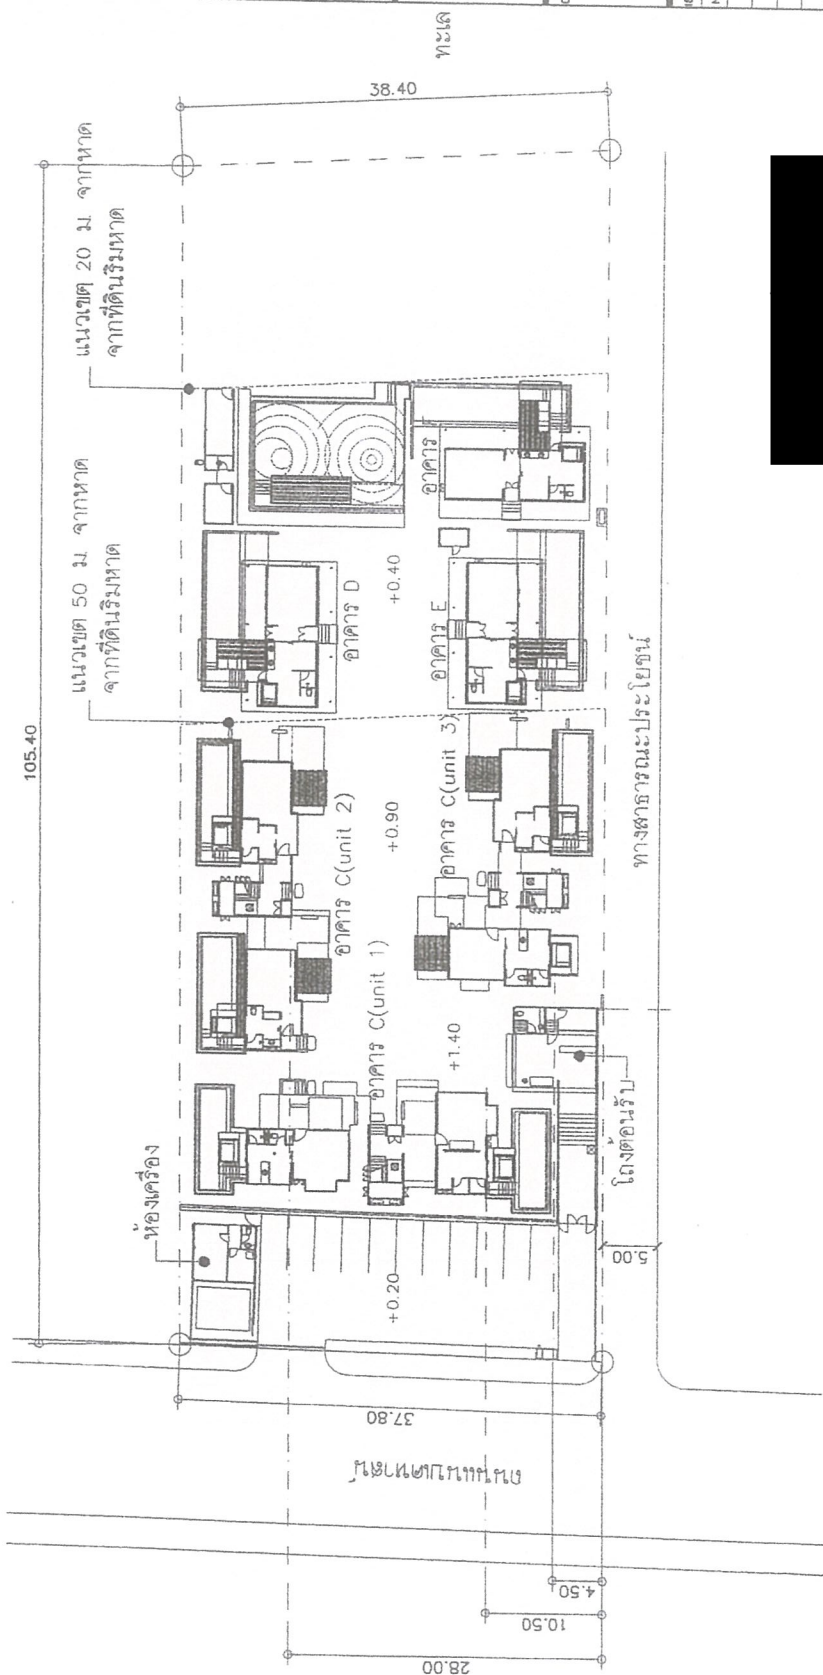 ทะเล
38.40
แนวเขต 20 ม. จากหาด
จากที่ดินริมหาด
แนวเขต 50 ม. จากหาด
จากที่ดินริมหาด
105.40
อาคาร
อาคาร D
+0.40
อาคาร E
อาคาร C(unit 2)
+0.90
อาคาร C(unit 3)
ทางสาธารณะประโยชน์
อาคาร C(unit 1)
+1.40
โถงต้อนรับ
ห้องเครื่อง
+0.20
5.00
37.80
ถนนแนบเคหาสน์
4.50
10.50
28.00